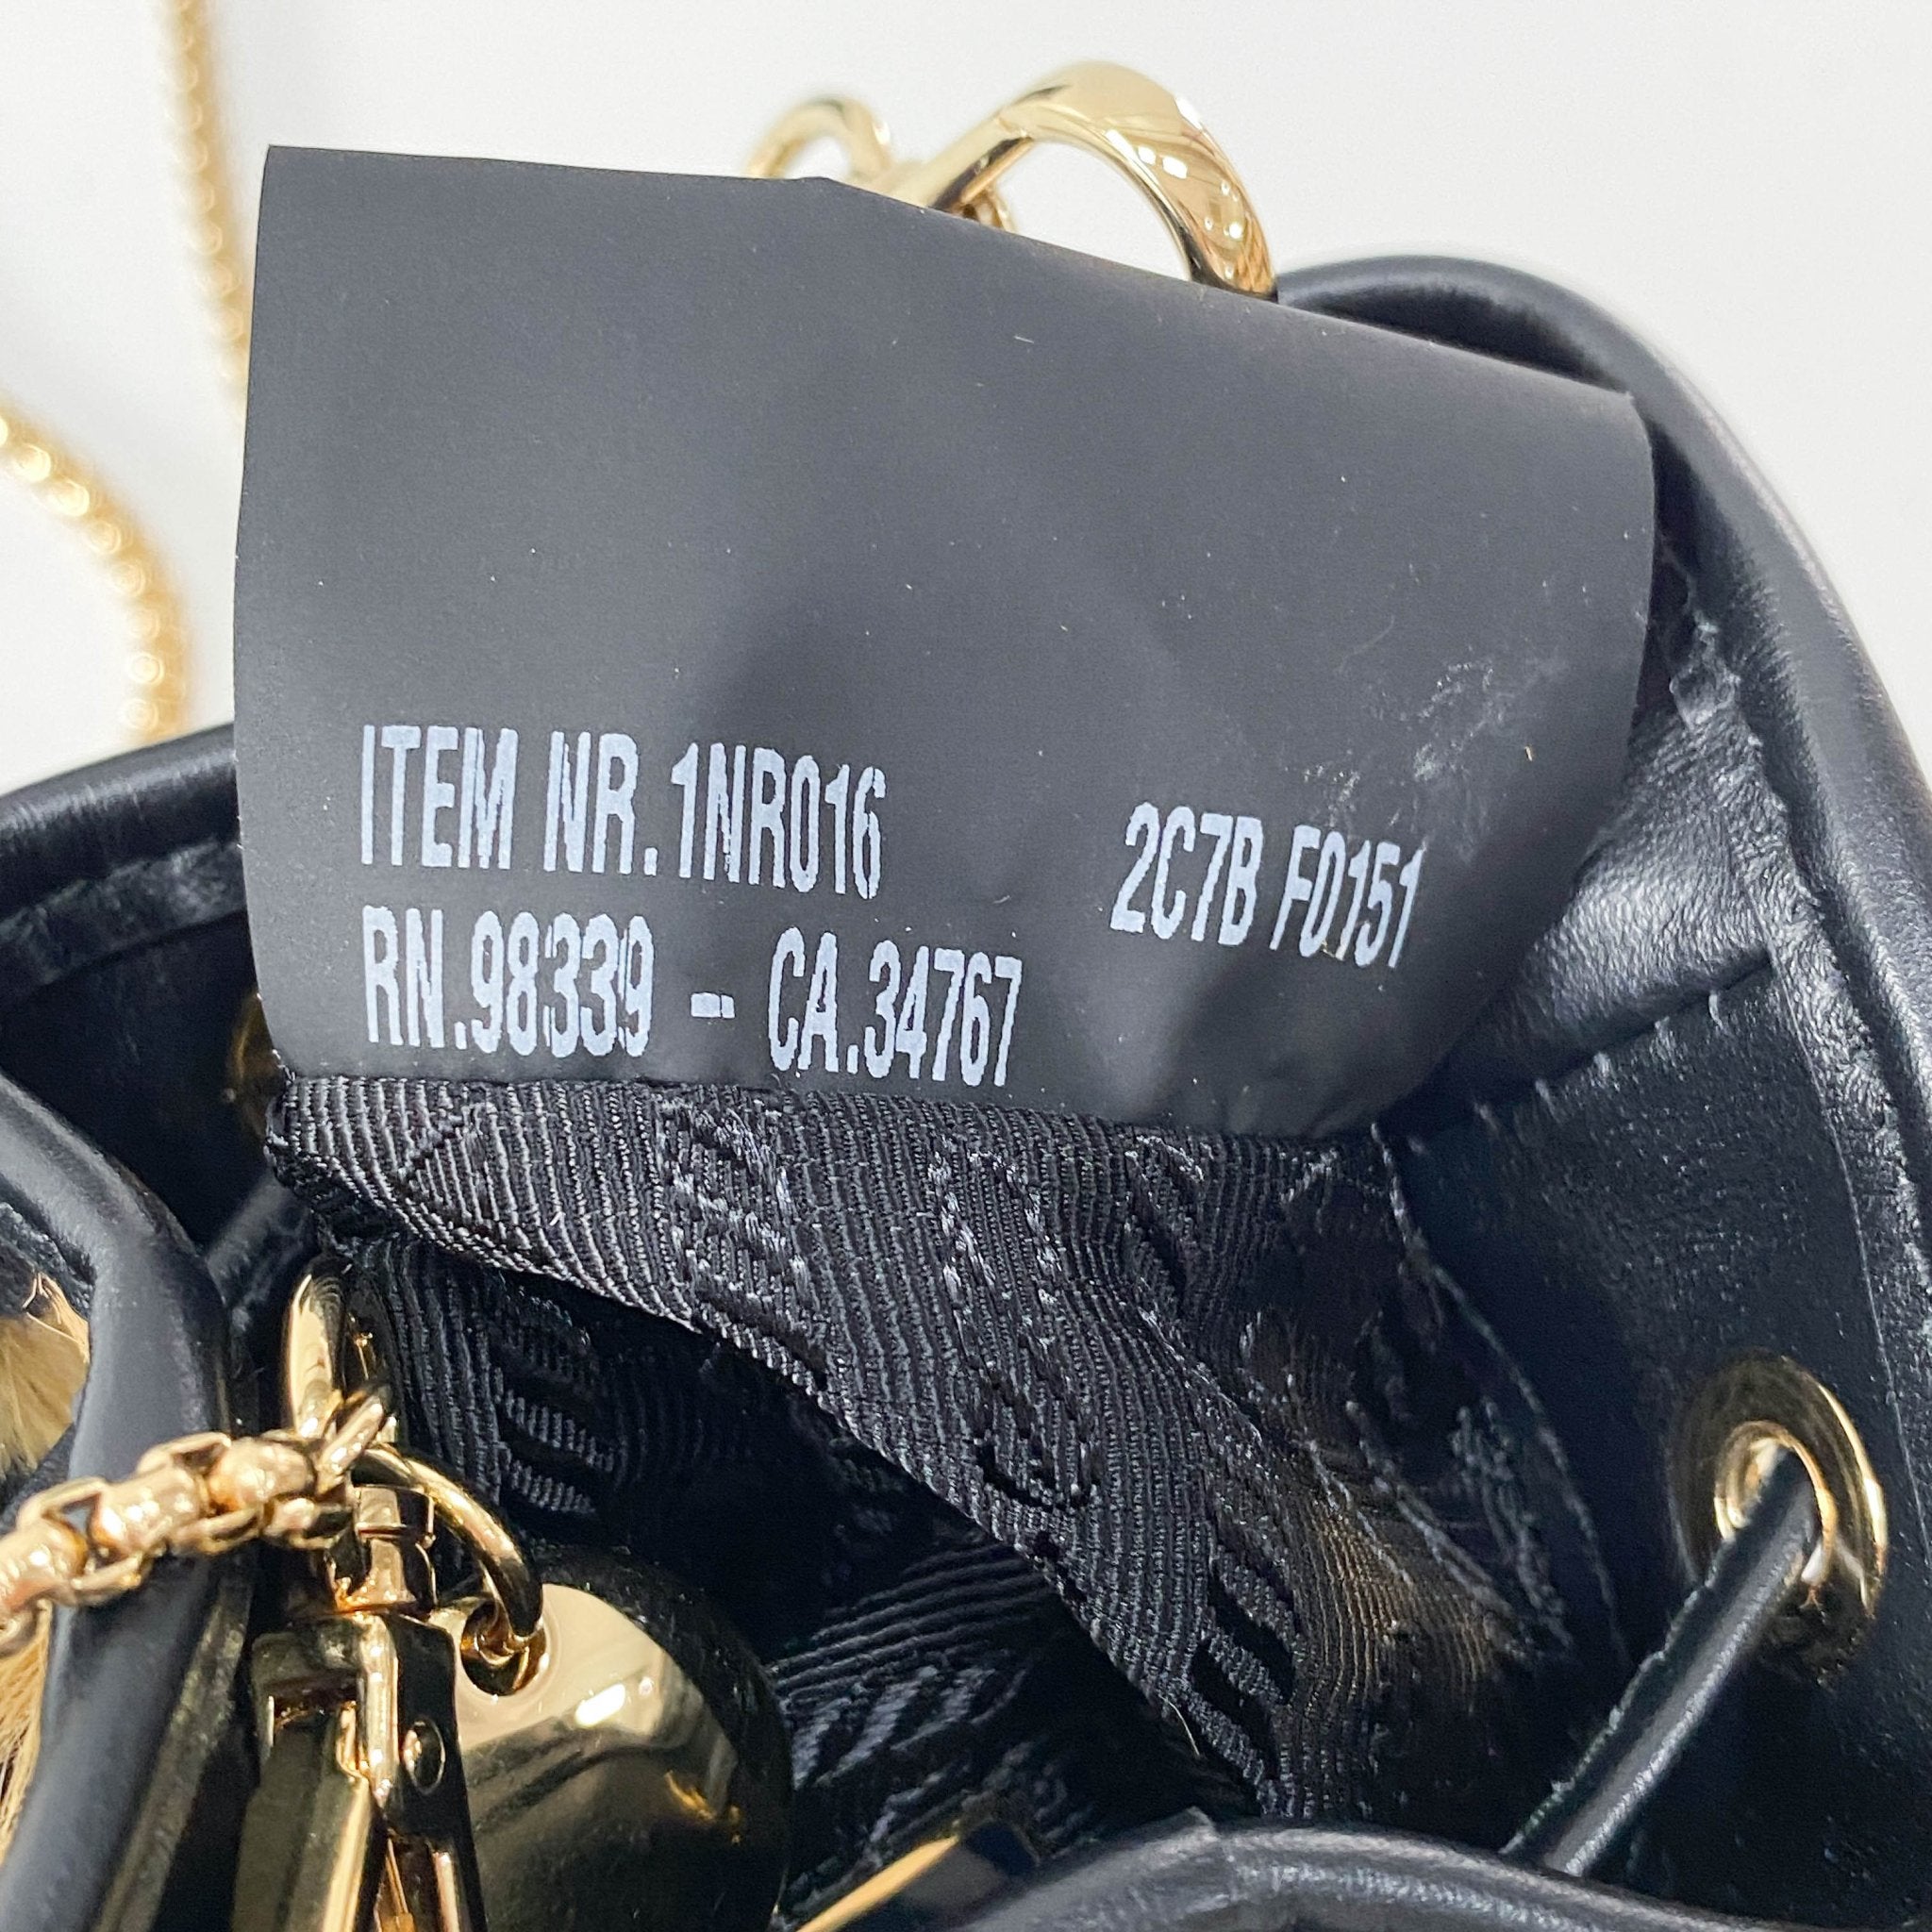 ITEM NR.1NR016
2C7B F0151
RN.98339 - CA.34767